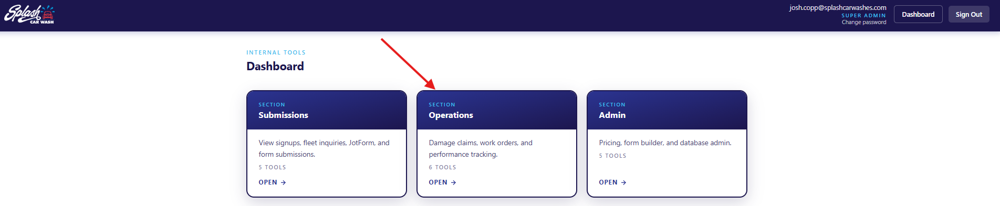 Splash
CAR WASH
josh.copp@splashcarwashes.com
SUPER ADMIN
Change password
Dashboard
Sign Out
INTERNAL TOOLS
Dashboard
SECTION
Submissions
View signups, fleet inquiries, JotForm, and
form submissions.
5 TOOLS
OPEN →
SECTION
Operations
Damage claims, work orders, and
performance tracking.
6 TOOLS
OPEN →
SECTION
Admin
Pricing, form builder, and database admin.
5 TOOLS
OPEN →